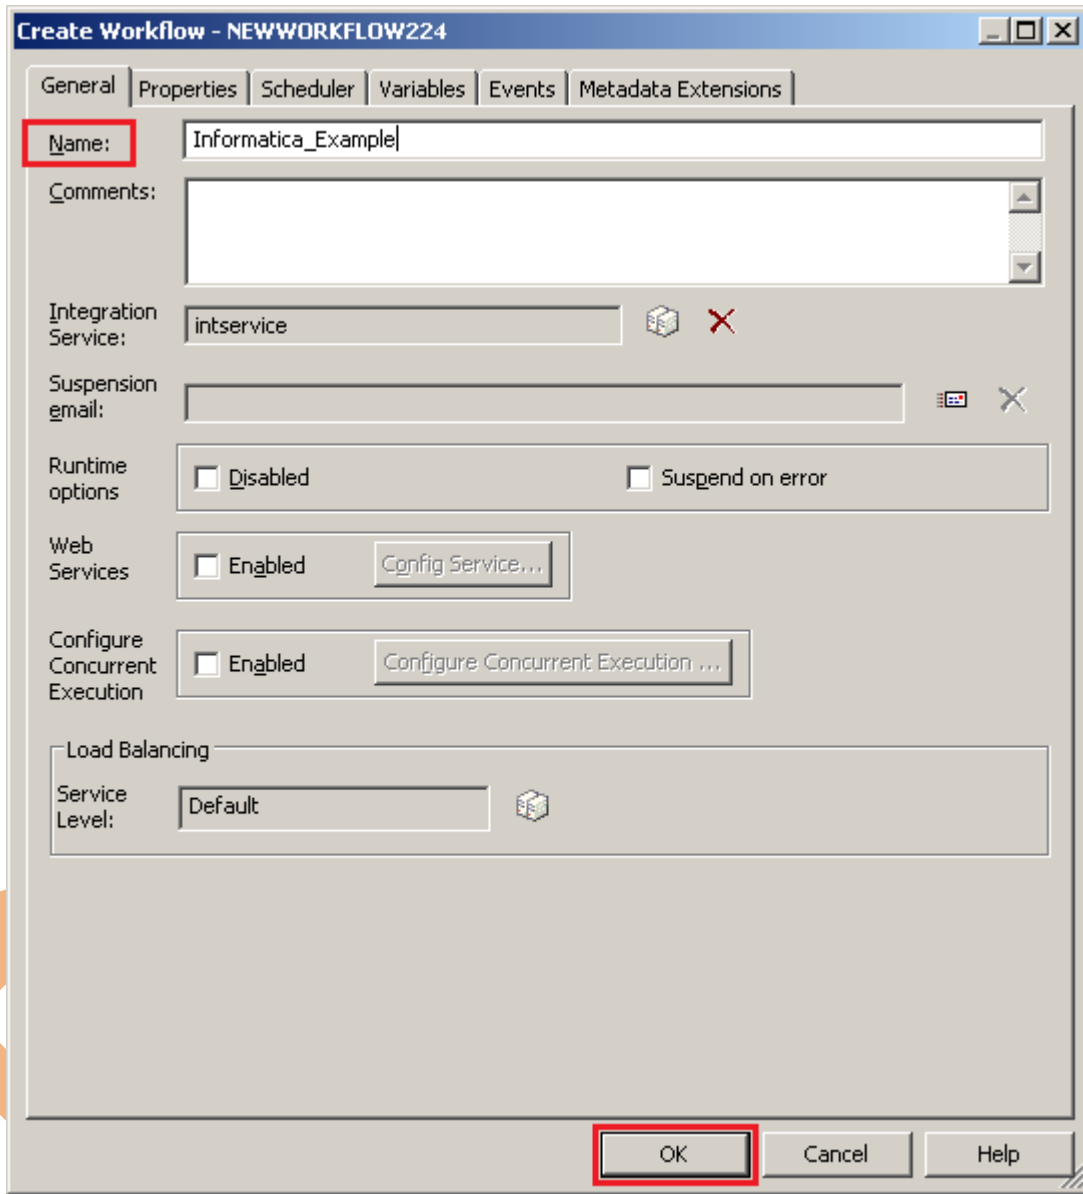 Create Workflow - NEWWORKFLOW224
General Properties Scheduler Variables Events Metadata Extensions
Name: Informatica_Example
Comments:
Integration
Service:
intservice
Suspension
email:
Runtime
options
Disabled Suspend on error
Web
Services
Enabled Config Service...
Configure
Concurrent
Execution
Enabled Configure Concurrent Execution ...
Load Balancing
Service
Level:
Default
OK Cancel Help